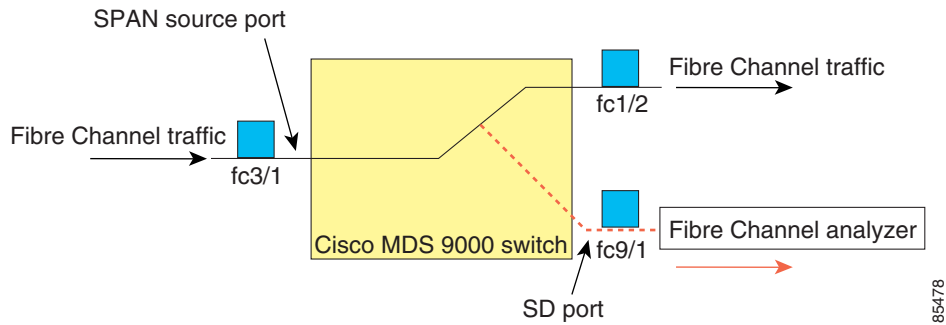 SPAN source port
Fibre Channel traffic
fc1/2
Fibre Channel traffic
fc3/1
Cisco MDS 9000 switch
fc9/1
Fibre Channel analyzer
SD port
85478